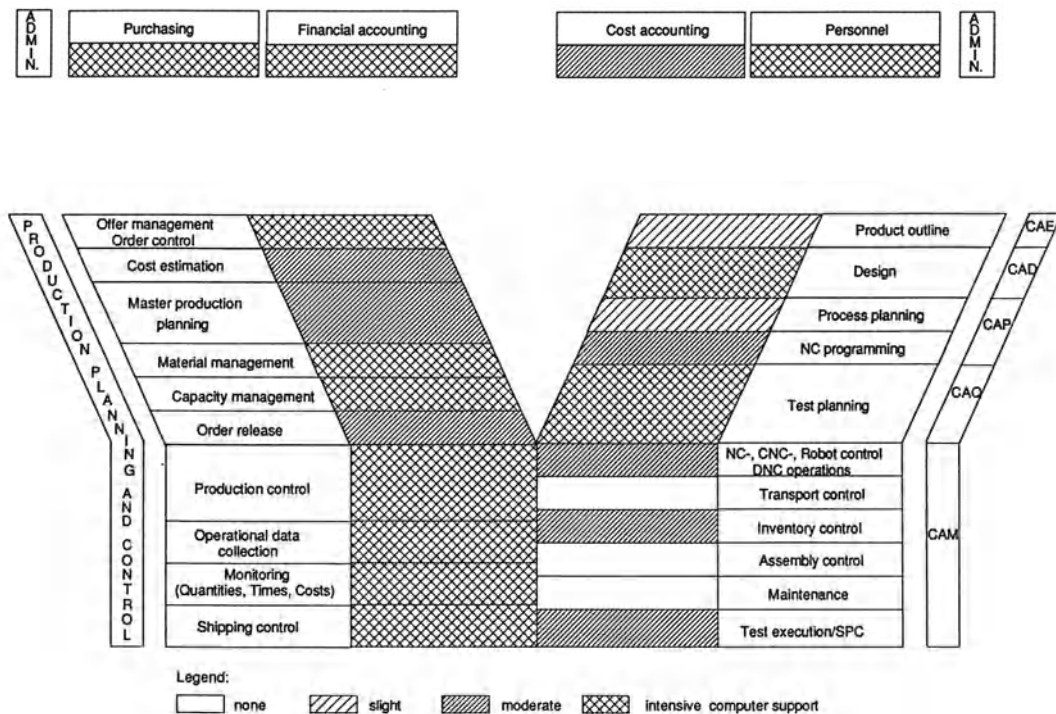 ADMIN.
Purchasing
Financial accounting
Cost accounting
Personnel
ADMIN.
PRODUCTION PLANNING AND CONTROL
Offer management
Order control
Cost estimation
Master production
planning
Material management
Capacity management
Order release
Production control
Operational data
collection
Monitoring
(Quantities, Times, Costs)
Shipping control
Product outline
Design
Process planning
NC programming
Test planning
NC-, CNC-, Robot control
DNC operations
Transport control
Inventory control
Assembly control
Maintenance
Test execution/SPC
CAE
CAD
CAP
CAQ
CAM
Legend:
none
slight
moderate
intensive computer support